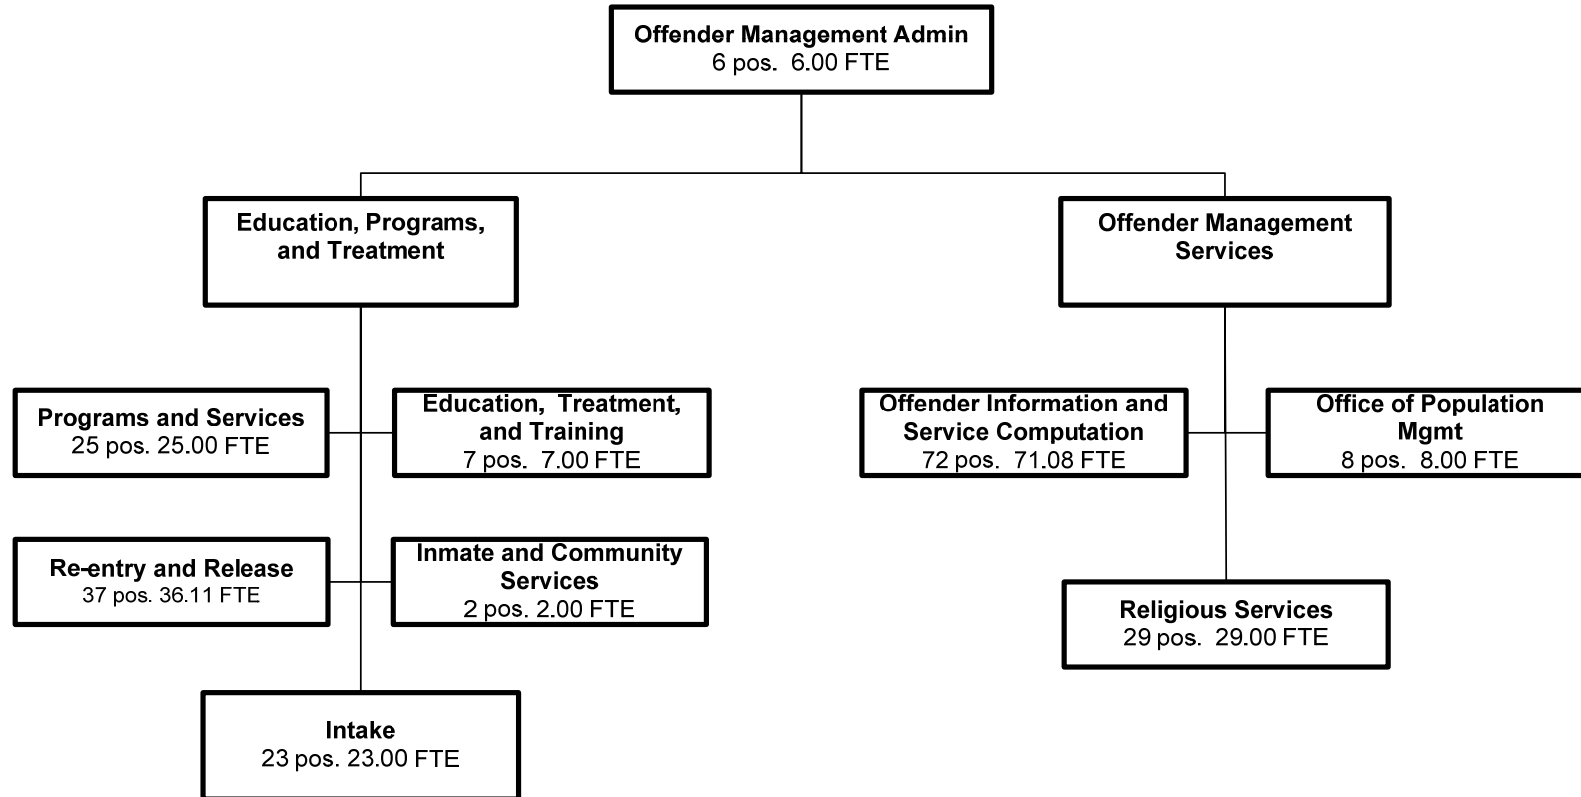 Offender Management Admin
6 pos. 6.00 FTE
Education, Programs,
and Treatment
Offender Management
Services
Programs and Services
25 pos. 25.00 FTE
Education, Treatment,
and Training
7 pos. 7.00 FTE
Offender Information and
Service Computation
72 pos. 71.08 FTE
Office of Population
Mgmt
8 pos. 8.00 FTE
Re-entry and Release
37 pos. 36.11 FTE
Inmate and Community
Services
2 pos. 2.00 FTE
Religious Services
29 pos. 29.00 FTE
Intake
23 pos. 23.00 FTE